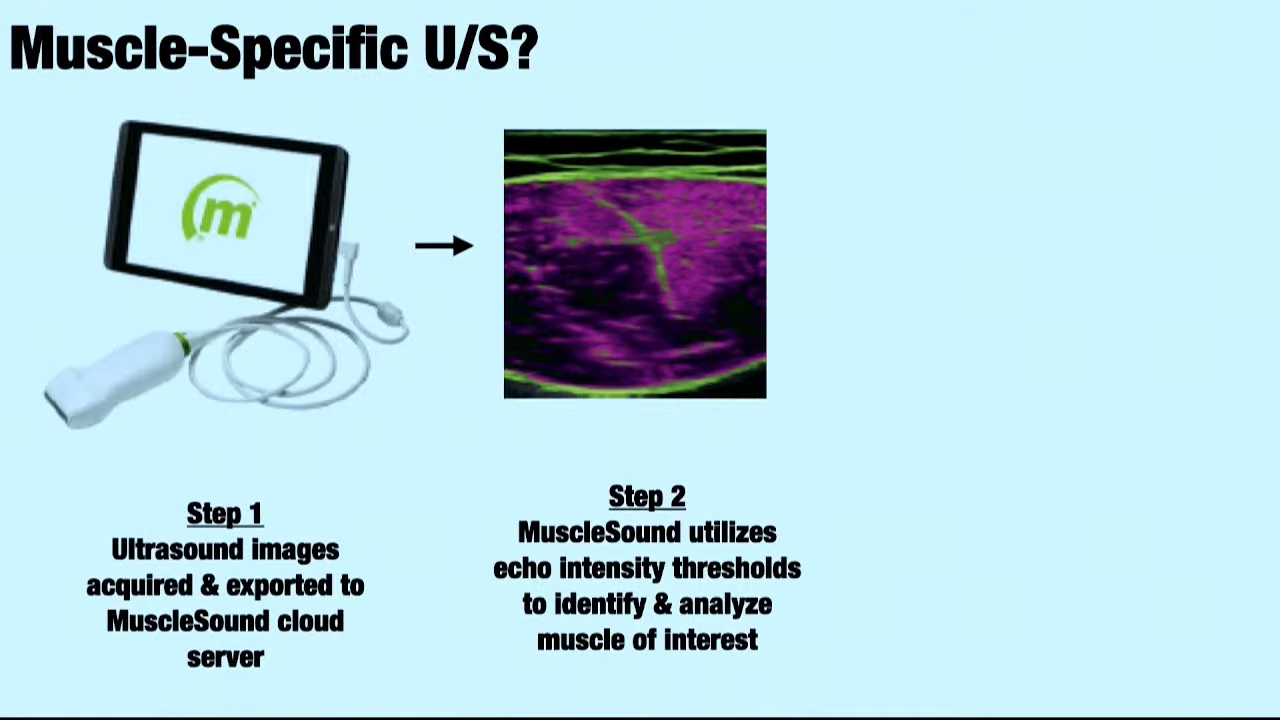 Muscle-Specific U/S?
m
Step 1
Ultrasound images
acquired & exported to
MuscleSound cloud
server
Step 2
MuscleSound utilizes
echo intensity thresholds
to identify & analyze
muscle of interest